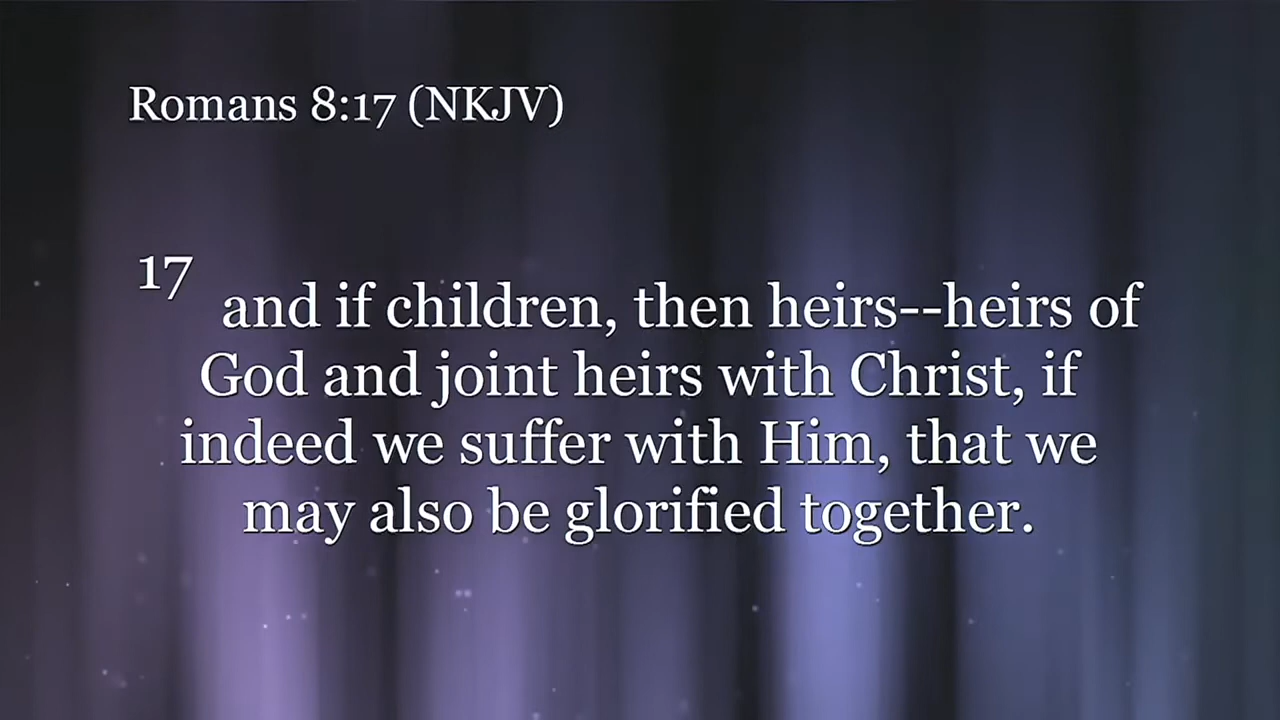 Romans 8:17 (NKJV)
17 and if children, then heirs--heirs of
God and joint heirs with Christ, if
indeed we suffer with Him, that we
may also be glorified together.